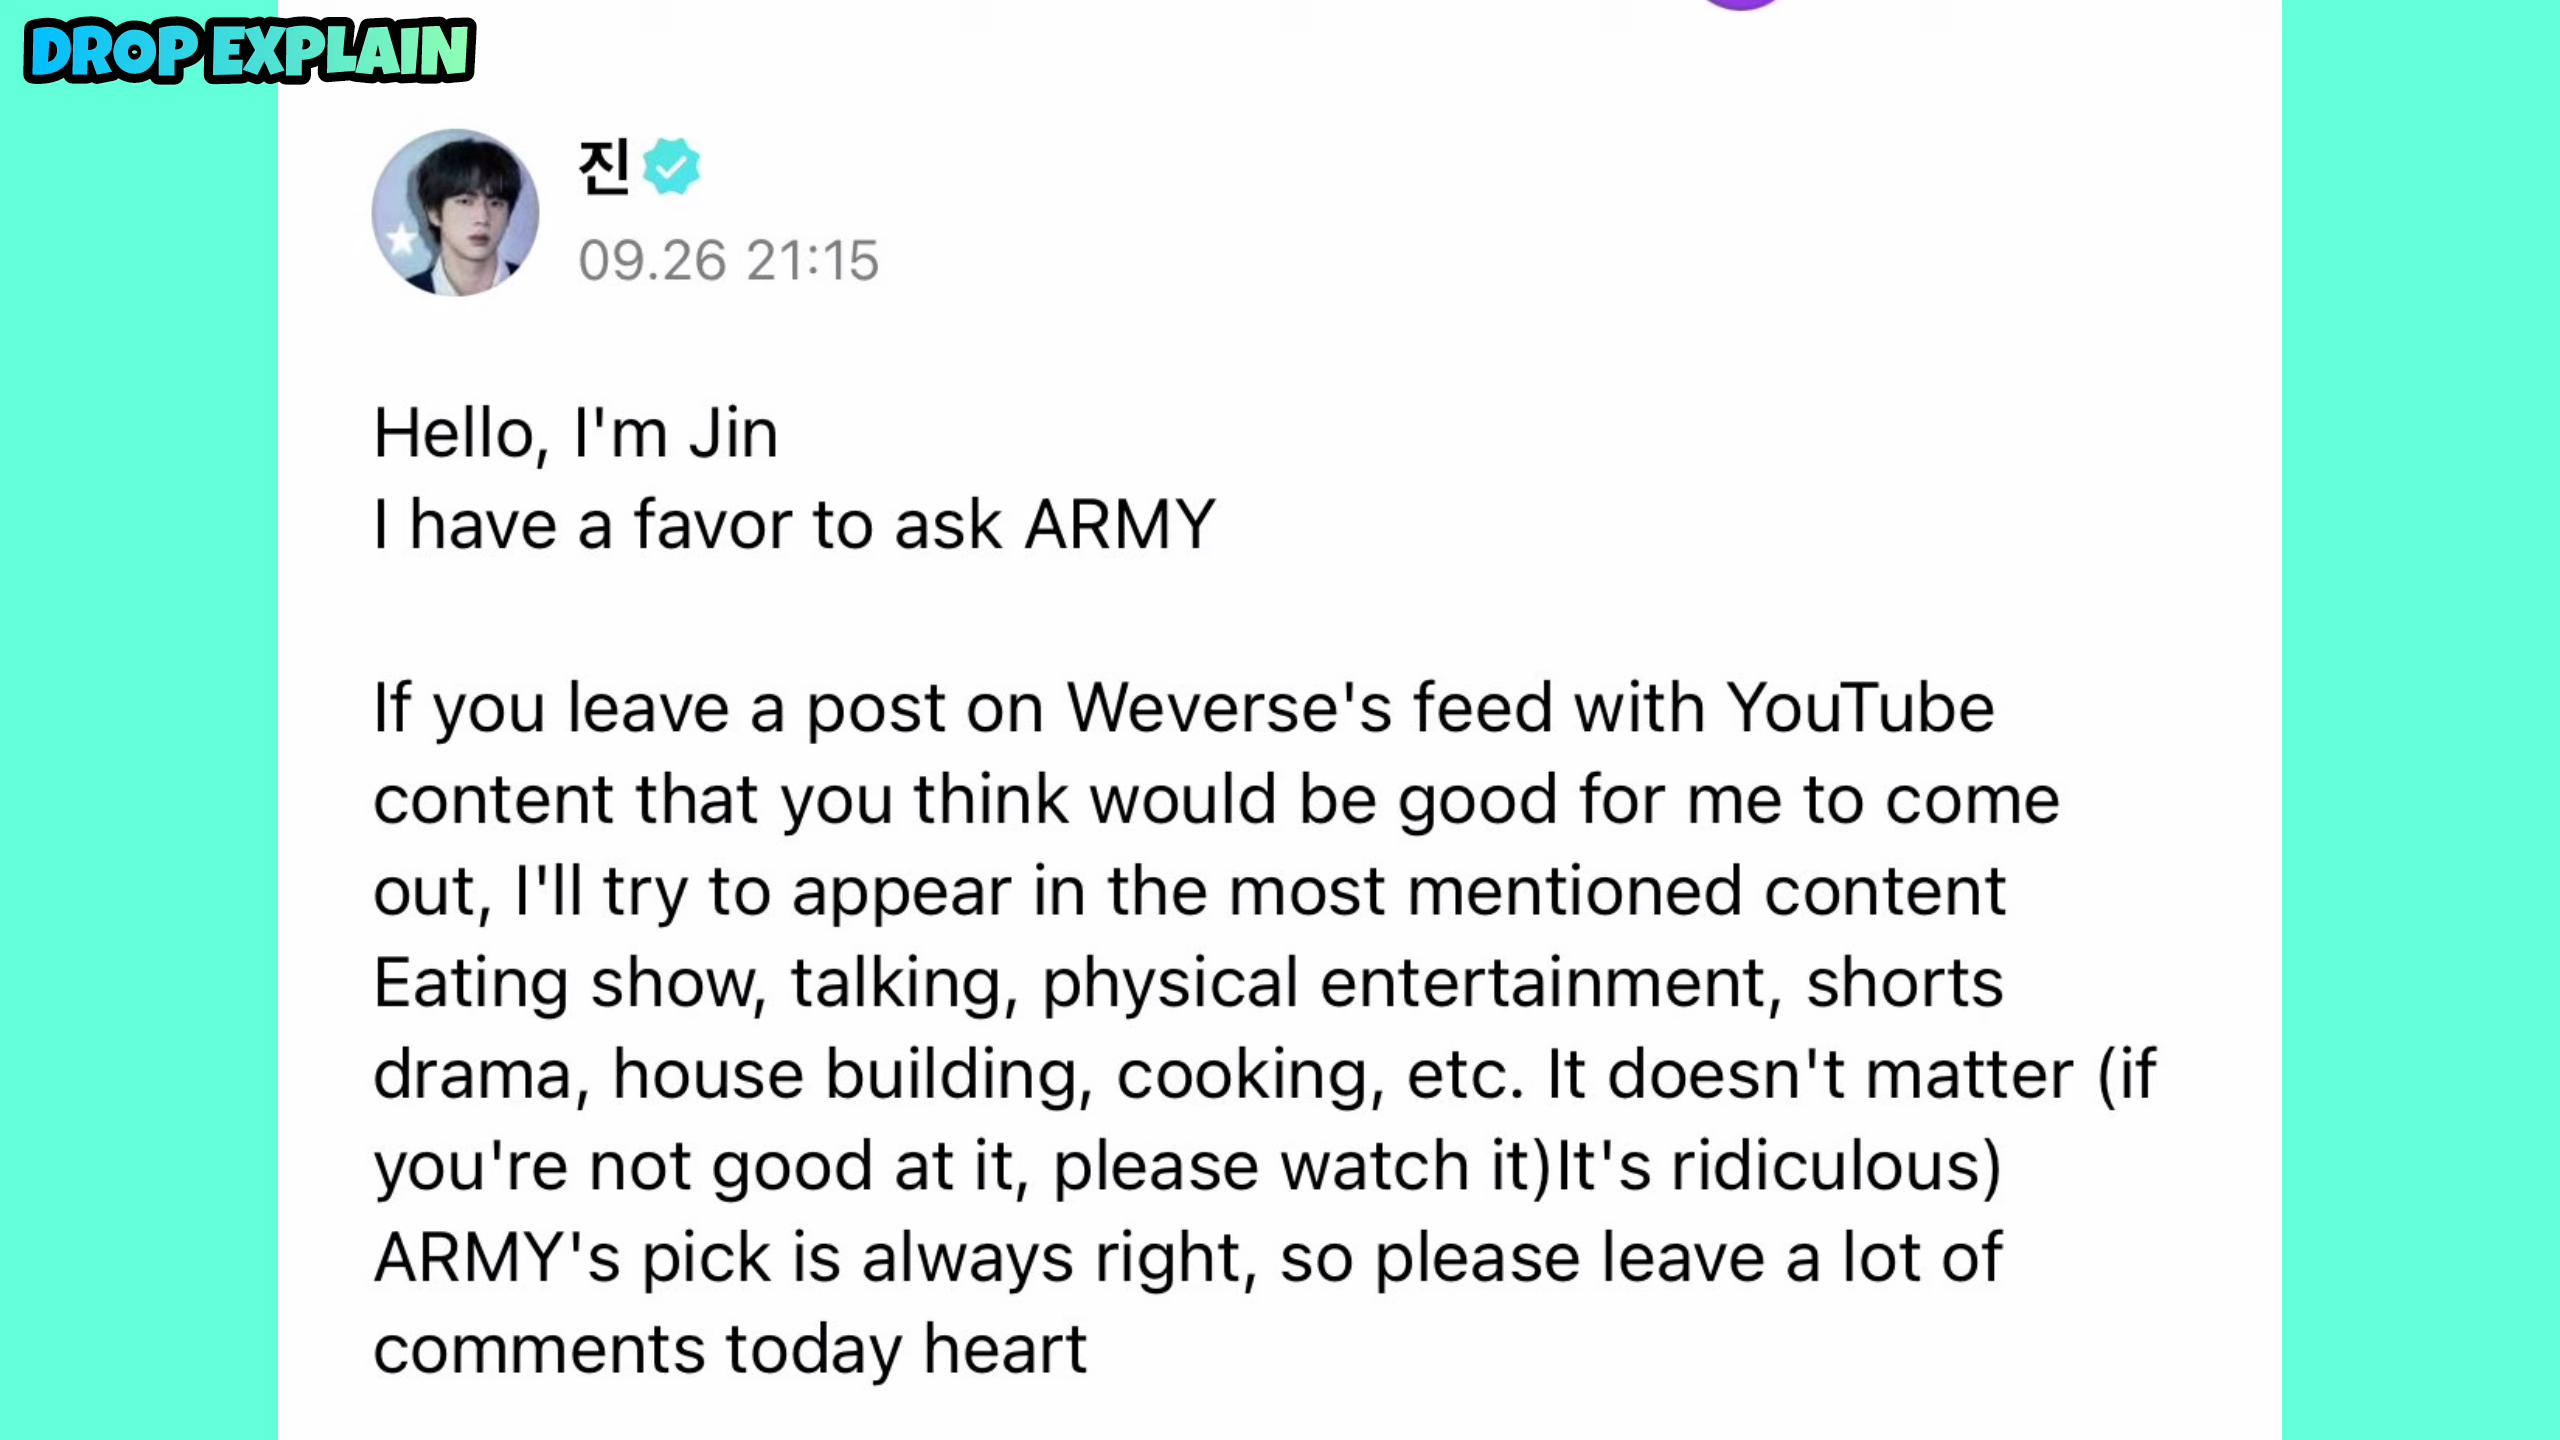 DROP EXPLAIN
진
09.26 21:15
Hello, I'm Jin
I have a favor to ask ARMY
If you leave a post on Weverse's feed with YouTube
content that you think would be good for me to come
out, I'll try to appear in the most mentioned content
Eating show, talking, physical entertainment, shorts
drama, house building, cooking, etc. It doesn't matter (if
you're not good at it, please watch it)It's ridiculous)
ARMY's pick is always right, so please leave a lot of
comments today heart